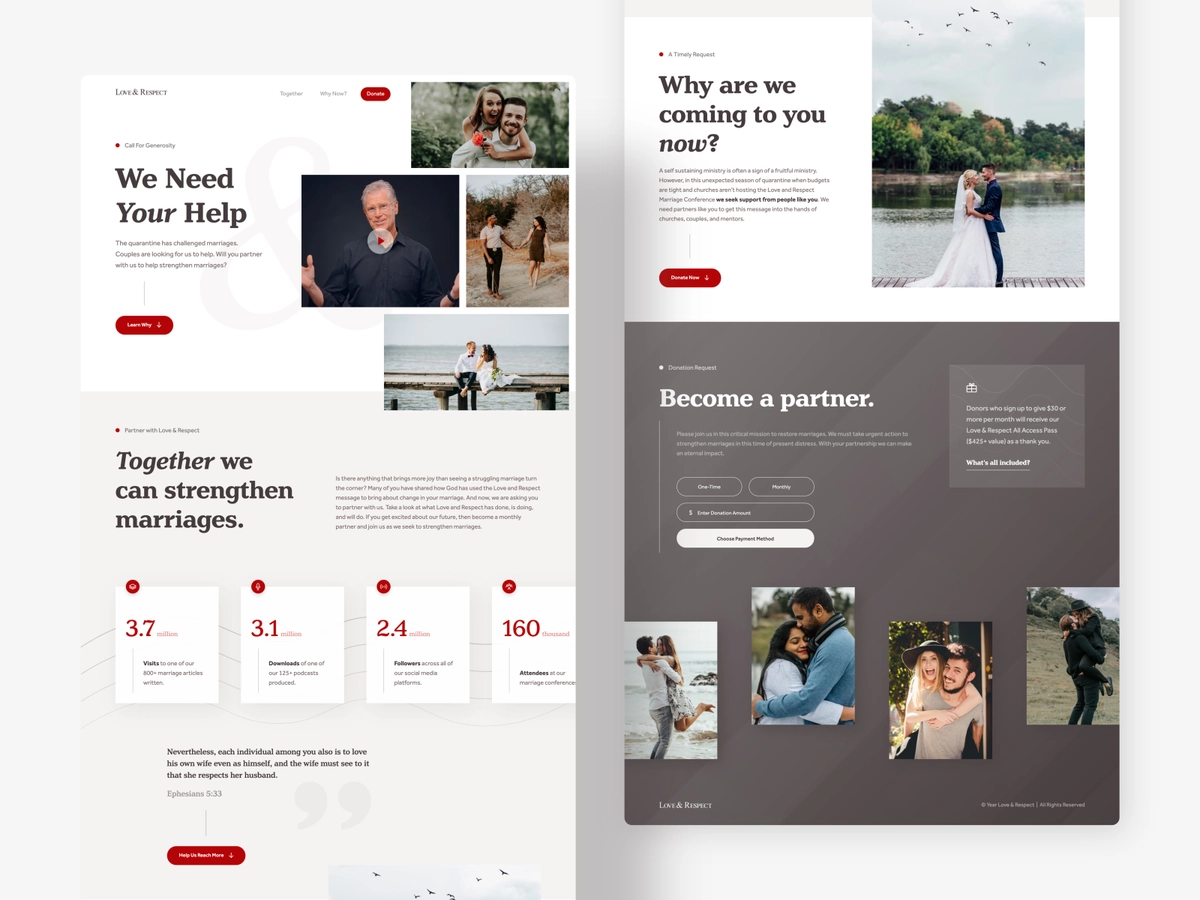 LOVE & RESPECT
Together
Why Now?
Donate
Call For Generosity
We Need
Your Help
The quarantine has challenged marriages.
Couples are looking for us to help. Will you partner
with us to help strengthen marriages?
Learn Why
&
Partner with Love & Respect
Together we
can strengthen
marriages.
Is there anything that brings more joy than seeing a struggling marriage turn
the corner? Many of you have shared how God has used the Love and Respect
message to bring about change in your marriage. And now, we are asking you
to partner with us. Take a look at what Love and Respect has done, is doing,
and will do. If you get excited about our future, then become a monthly
partner and join us as we seek to strengthen marriages.
3.7 million
Visits to one of our
800+ marriage articles
written.
3.1 million
Downloads of one of
our 125+ podcasts
produced.
2.4 million
Followers across all of
our social media
platforms.
160 thousand
Attendees at our
marriage conference
Nevertheless, each individual among you also is to love
his own wife even as himself, and the wife must see to it
that she respects her husband.
Ephesians 5:33
Help Us Reach More
A Timely Request
Why are we
coming to you
now?
A self sustaining ministry is often a sign of a fruitful ministry.
However, in this unexpected season of quarantine when budgets
are tight and churches aren't hosting the Love and Respect
Marriage Conference we seek support from people like you. We
need partners like you to get this message into the hands of
churches, couples, and mentors.
Donate Now
Donation Request
Become a partner.
Please join us in this critical mission to restore marriages. We must take urgent action to
strengthen marriages in this time of present distress. With your partnership we can make
an eternal impact.
One-Time
Monthly
$ Enter Donation Amount
Choose Payment Method
Donors who sign up to give $30 or
more per month will receive our
Love & Respect All Access Pass
($425+ value) as a thank you.
What's all included?
LOVE & RESPECT
© Year Love & Respect | All Rights Reserved